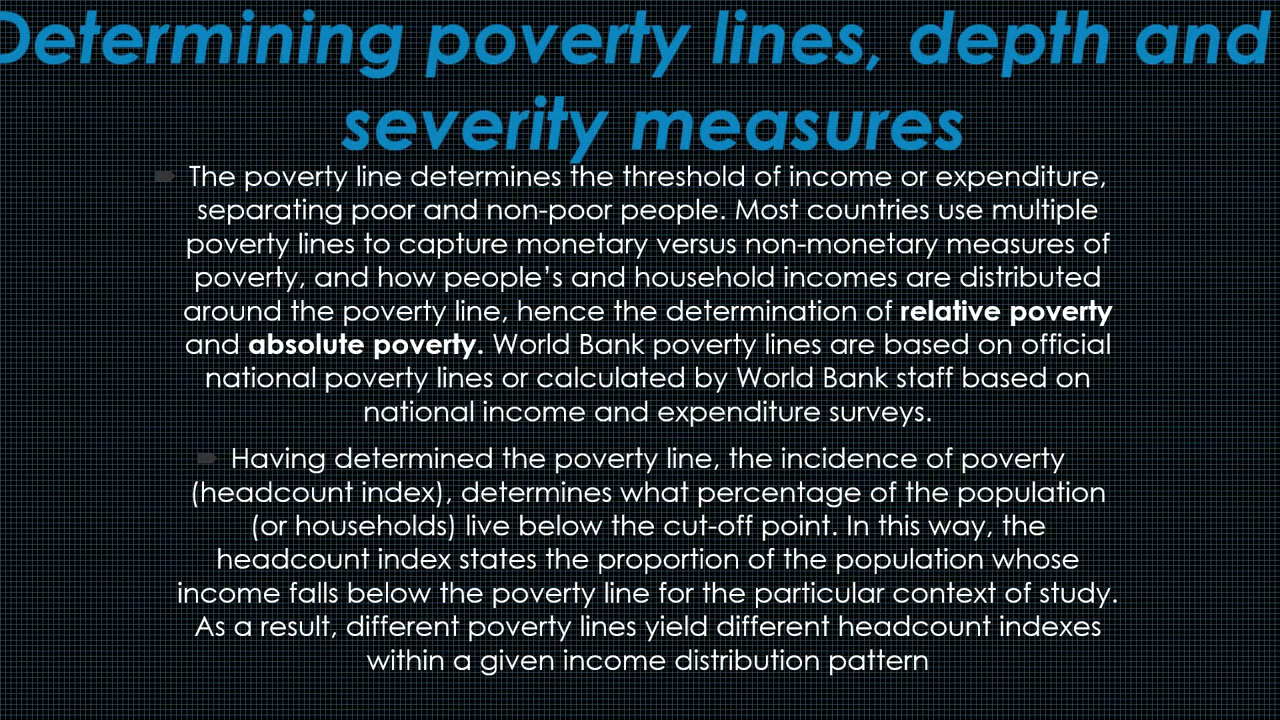 Determining poverty lines, depth and
severity measures
The poverty line determines the threshold of income or expenditure,
separating poor and non-poor people. Most countries use multiple
poverty lines to capture monetary versus non-monetary measures of
poverty, and how people’s and household incomes are distributed
around the poverty line, hence the determination of relative poverty
and absolute poverty. World Bank poverty lines are based on official
national poverty lines or calculated by World Bank staff based on
national income and expenditure surveys.
Having determined the poverty line, the incidence of poverty
(headcount index), determines what percentage of the population
(or households) live below the cut-off point. In this way, the
headcount index states the proportion of the population whose
income falls below the poverty line for the particular context of study.
As a result, different poverty lines yield different headcount indexes
within a given income distribution pattern